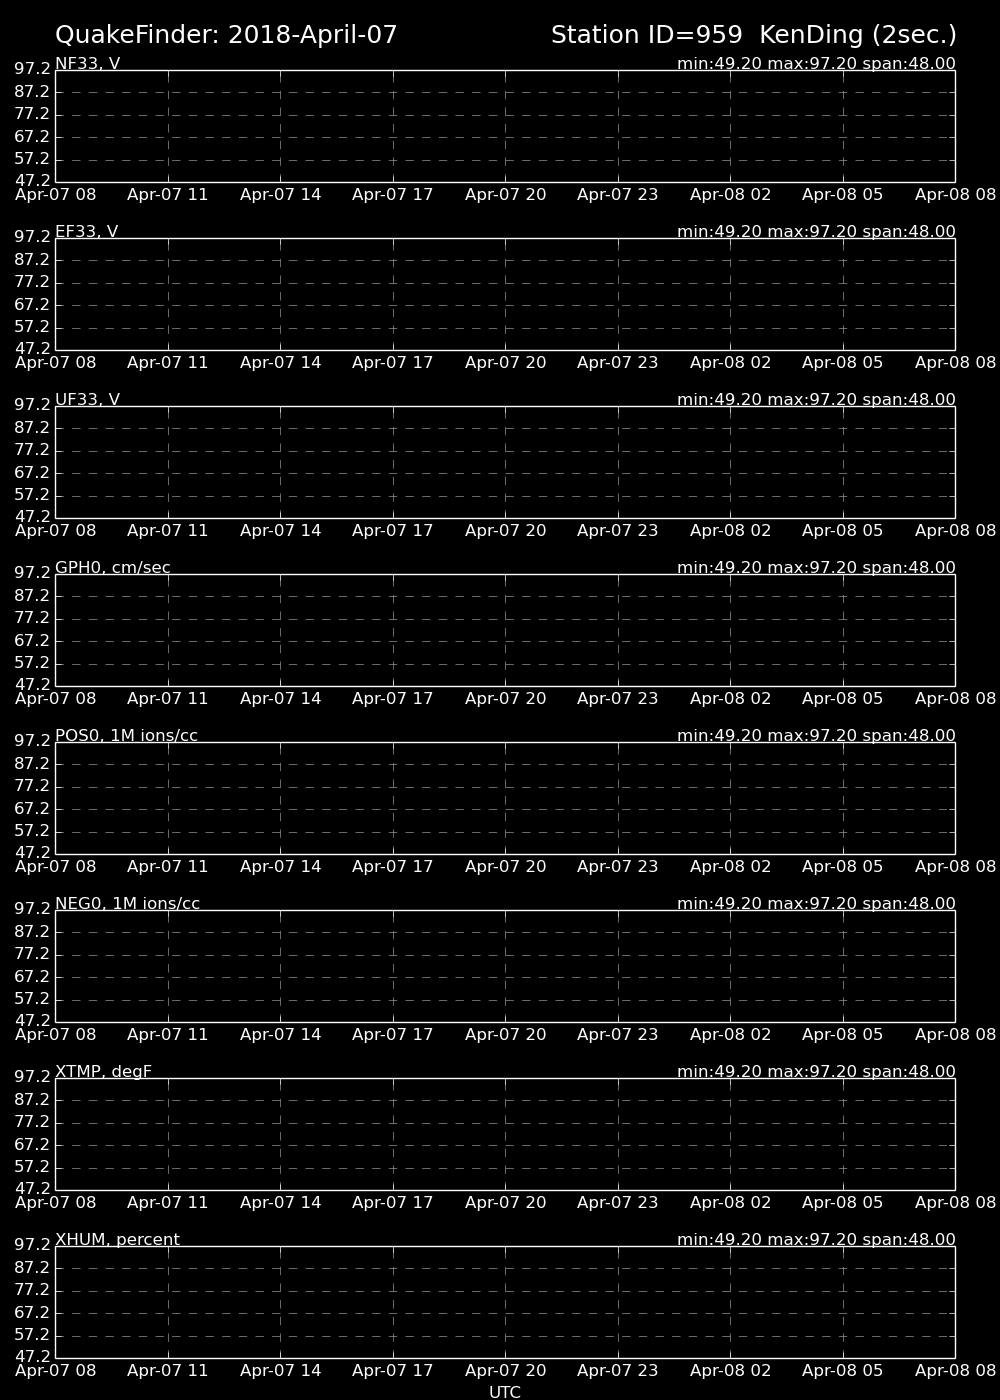 QuakeFinder: 2018-April-07 Station ID=959 KenDing (2sec.)
NF33, V min:49.20 max:97.20 span:48.00
97.2
87.2
77.2
67.2
57.2
47.2
Apr-07 08 Apr-07 11 Apr-07 14 Apr-07 17 Apr-07 20 Apr-07 23 Apr-08 02 Apr-08 05 Apr-08 08
EF33, V min:49.20 max:97.20 span:48.00
97.2
87.2
77.2
67.2
57.2
47.2
Apr-07 08 Apr-07 11 Apr-07 14 Apr-07 17 Apr-07 20 Apr-07 23 Apr-08 02 Apr-08 05 Apr-08 08
UF33, V min:49.20 max:97.20 span:48.00
97.2
87.2
77.2
67.2
57.2
47.2
Apr-07 08 Apr-07 11 Apr-07 14 Apr-07 17 Apr-07 20 Apr-07 23 Apr-08 02 Apr-08 05 Apr-08 08
GPH0, cm/sec min:49.20 max:97.20 span:48.00
97.2
87.2
77.2
67.2
57.2
47.2
Apr-07 08 Apr-07 11 Apr-07 14 Apr-07 17 Apr-07 20 Apr-07 23 Apr-08 02 Apr-08 05 Apr-08 08
POS0, 1M ions/cc min:49.20 max:97.20 span:48.00
97.2
87.2
77.2
67.2
57.2
47.2
Apr-07 08 Apr-07 11 Apr-07 14 Apr-07 17 Apr-07 20 Apr-07 23 Apr-08 02 Apr-08 05 Apr-08 08
NEG0, 1M ions/cc min:49.20 max:97.20 span:48.00
97.2
87.2
77.2
67.2
57.2
47.2
Apr-07 08 Apr-07 11 Apr-07 14 Apr-07 17 Apr-07 20 Apr-07 23 Apr-08 02 Apr-08 05 Apr-08 08
XTMP, degF min:49.20 max:97.20 span:48.00
97.2
87.2
77.2
67.2
57.2
47.2
Apr-07 08 Apr-07 11 Apr-07 14 Apr-07 17 Apr-07 20 Apr-07 23 Apr-08 02 Apr-08 05 Apr-08 08
XHUM, percent min:49.20 max:97.20 span:48.00
97.2
87.2
77.2
67.2
57.2
47.2
Apr-07 08 Apr-07 11 Apr-07 14 Apr-07 17 Apr-07 20 Apr-07 23 Apr-08 02 Apr-08 05 Apr-08 08
UTC